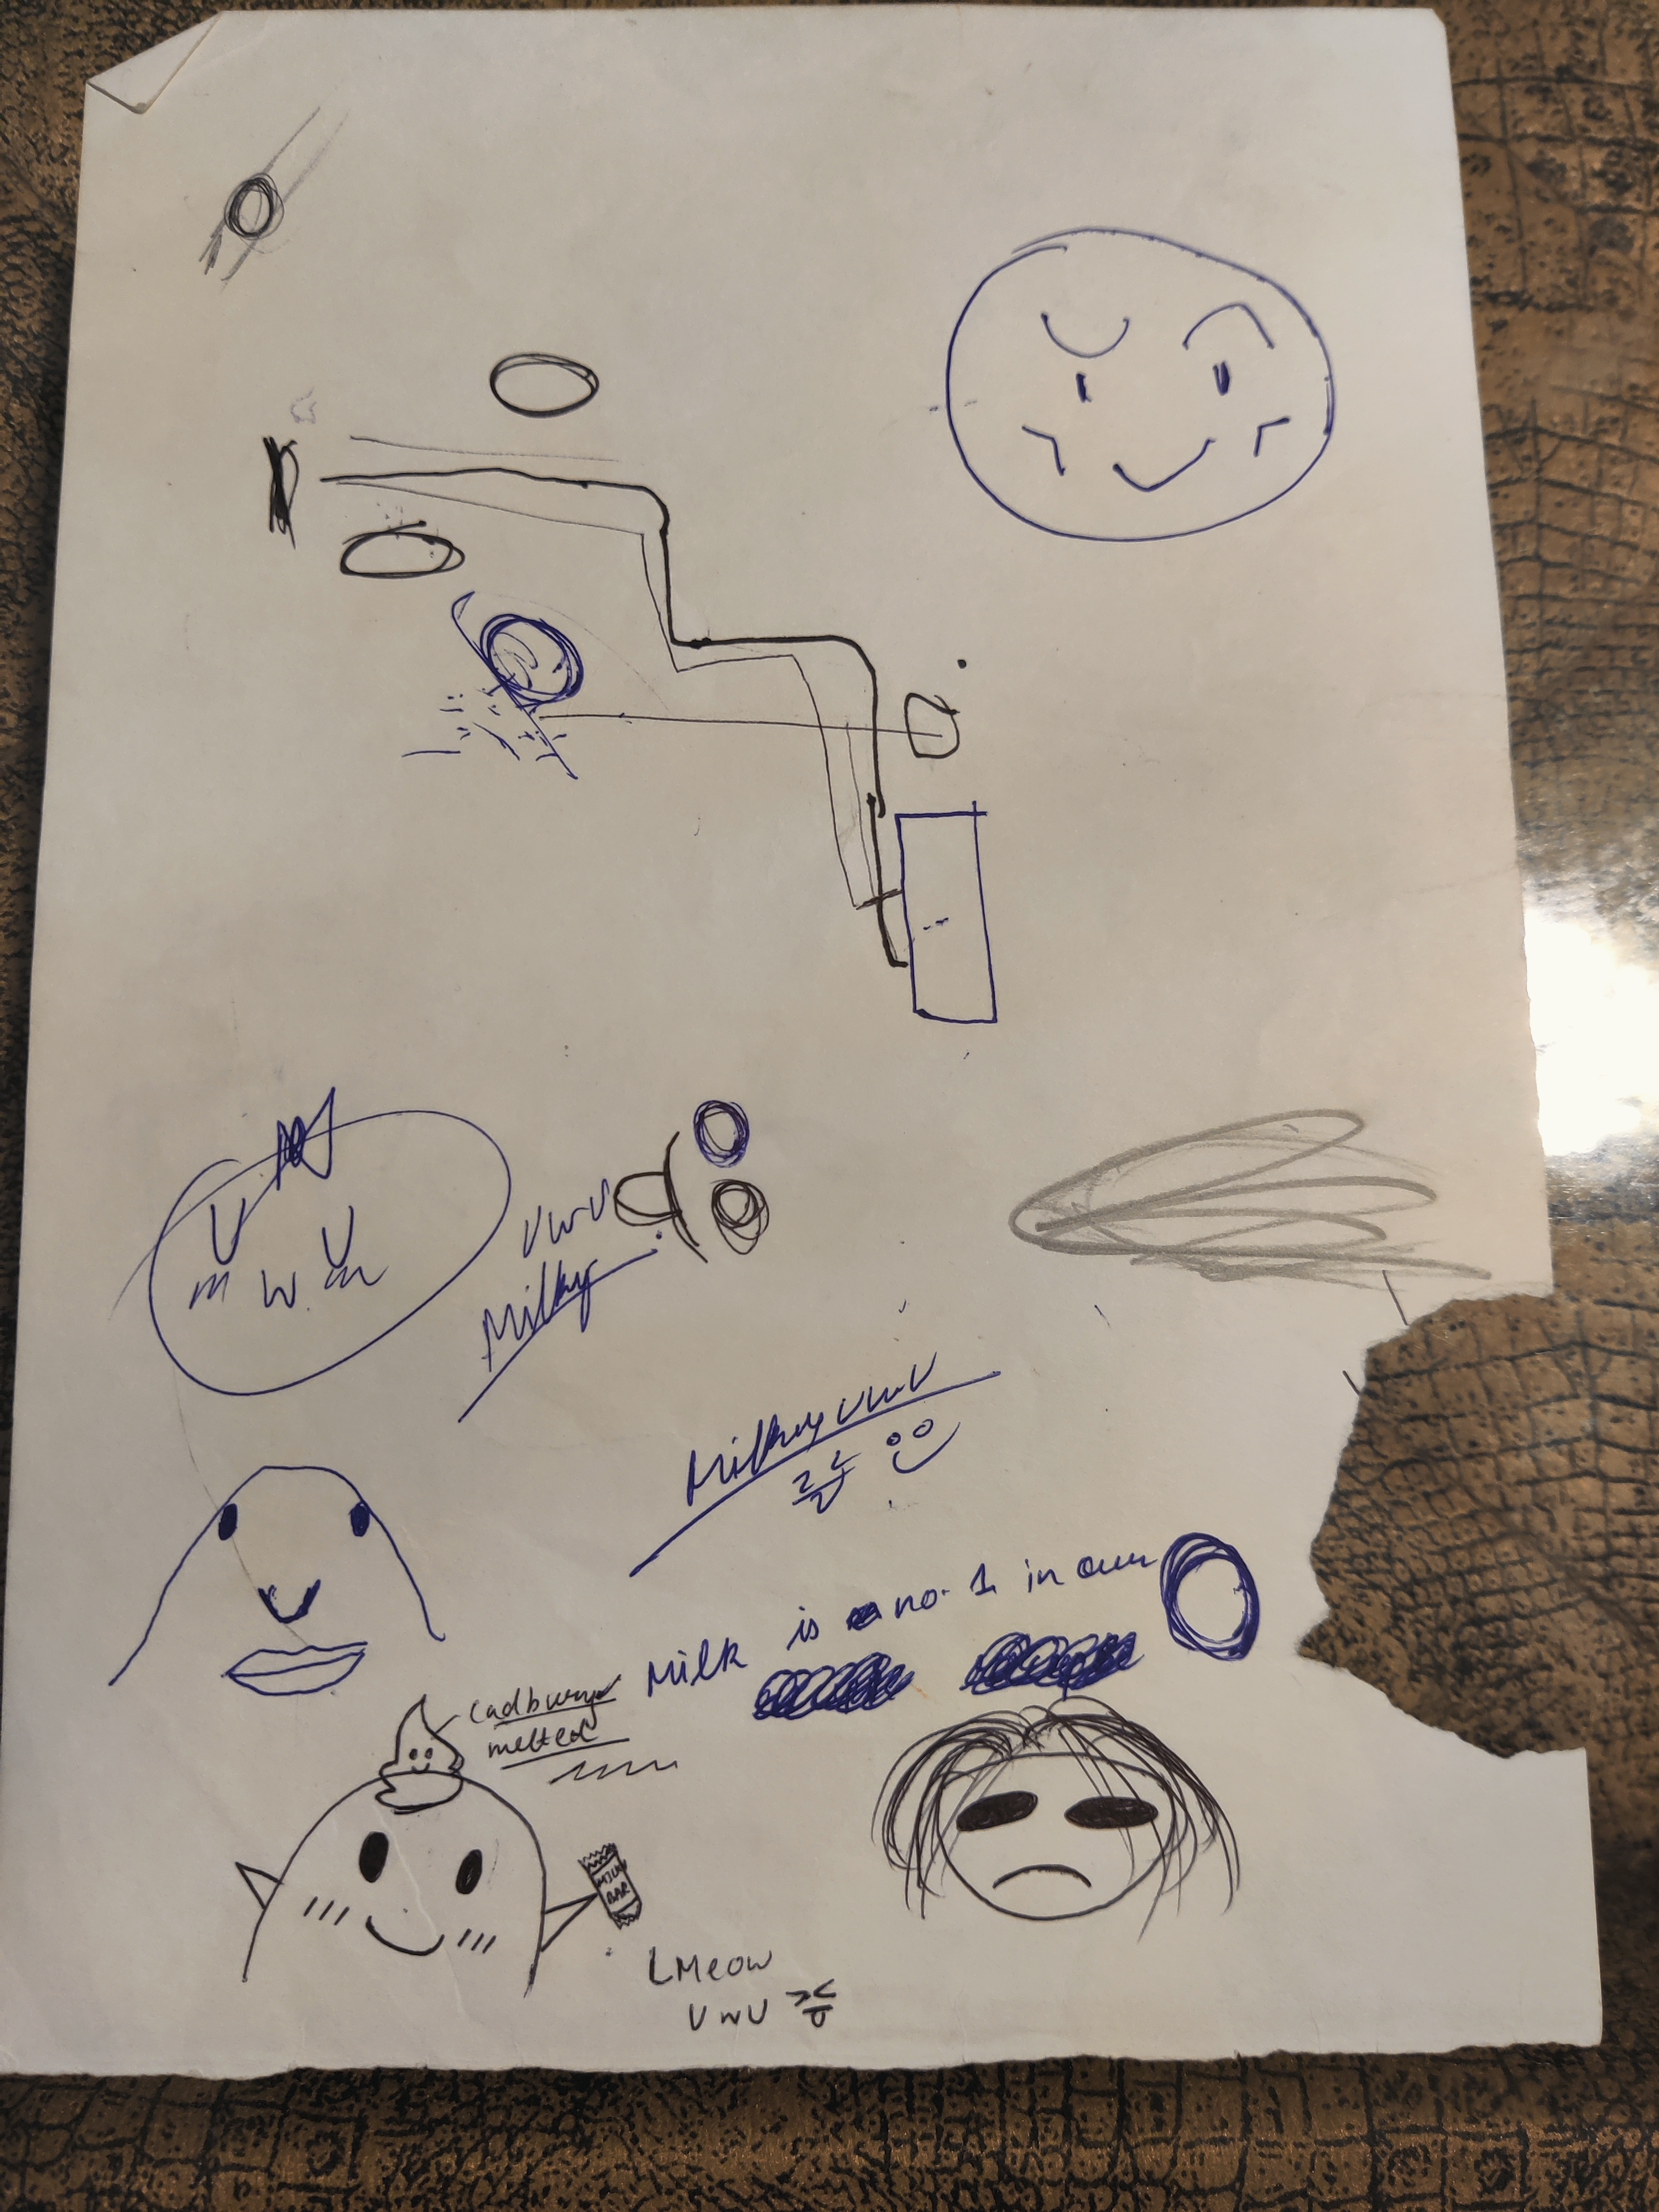 UwU
Milky
Milky UwU
Milk is no. 1 in our
Cadbury
melted
MILK
BAR
LMeow
UwU